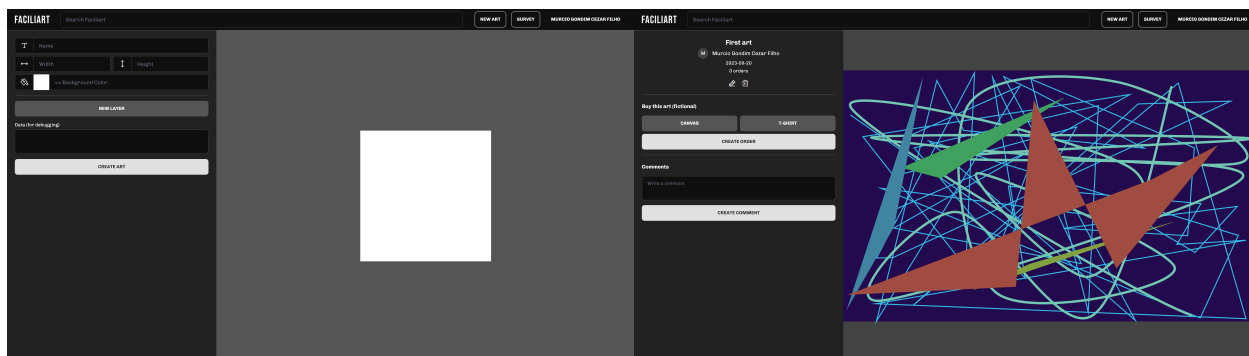 FACILIART Search Faciliart NEW ART SURVEY MURCIO GONDIM CEZAR FILHO
Name
Width Height
<> Background Color
NEW LAYER
Data (for debugging)
CREATE ART
FACILIART Search Faciliart NEW ART SURVEY MURCIO GONDIM CEZAR FILHO
First art
M Murcio Gondim Cezar Filho
2023-09-20
0 orders
Buy this art (fictional)
CANVAS T-SHIRT
CREATE ORDER
Comments
Write a comment
CREATE COMMENT